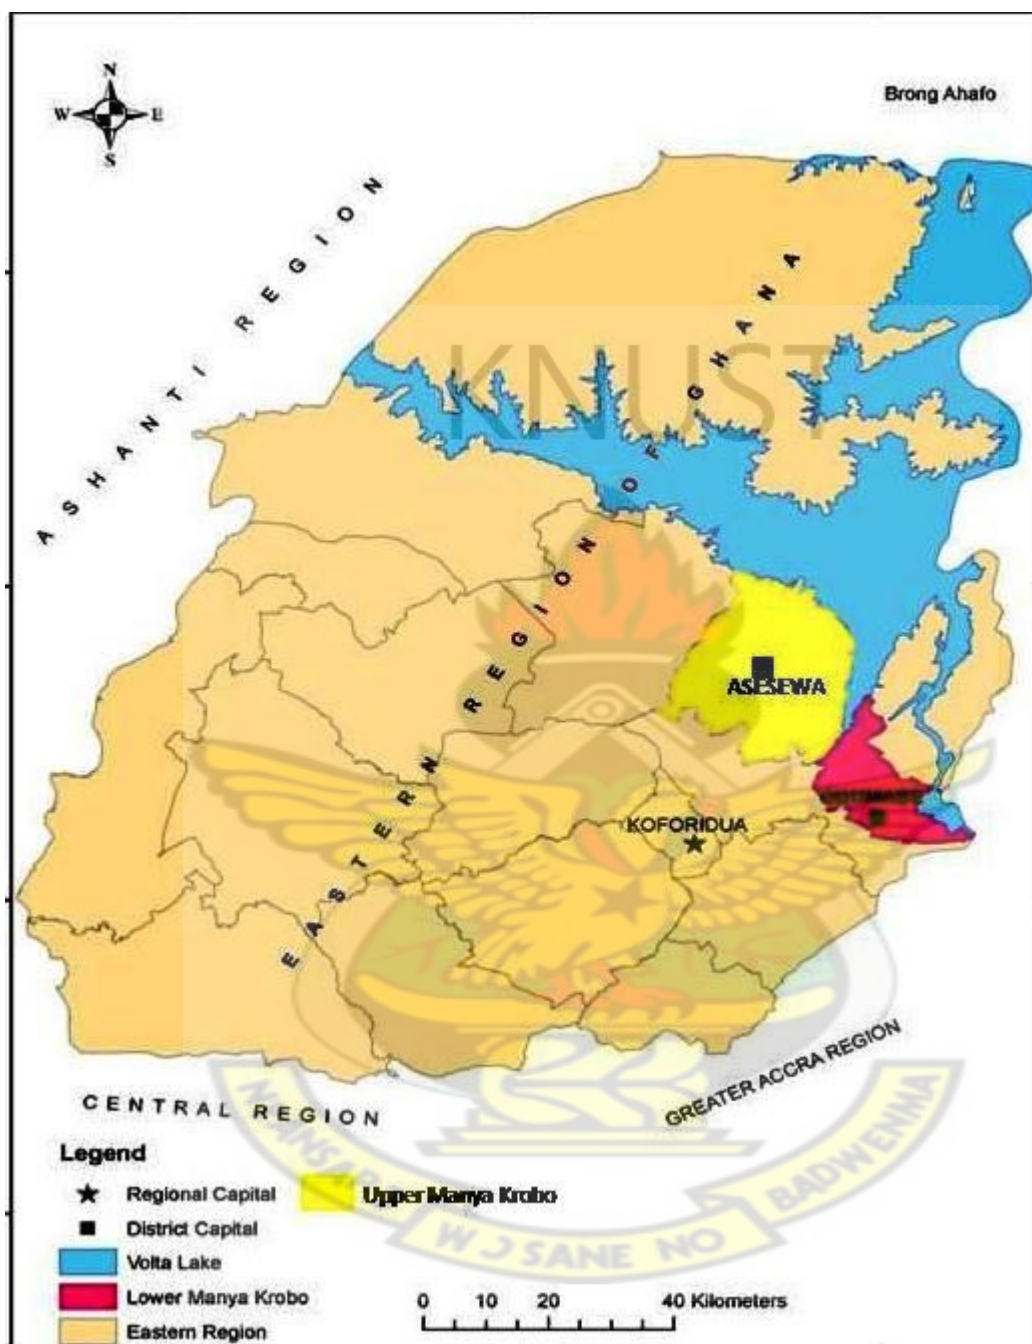 N
W E
S
Brong Ahafo
ASHANTI REGION
KNUST
EASTERN REGION OF GHANA
ASESEWA
KOFORIDUA
GREATER ACCRA REGION
CENTRAL REGION
Legend
Regional Capital
Upper Manya Krobo
District Capital
Volta Lake
Lower Manya Krobo
Eastern Region
0 10 20 40 Kilometers
W Ɔ SANE NO
BADWENMA